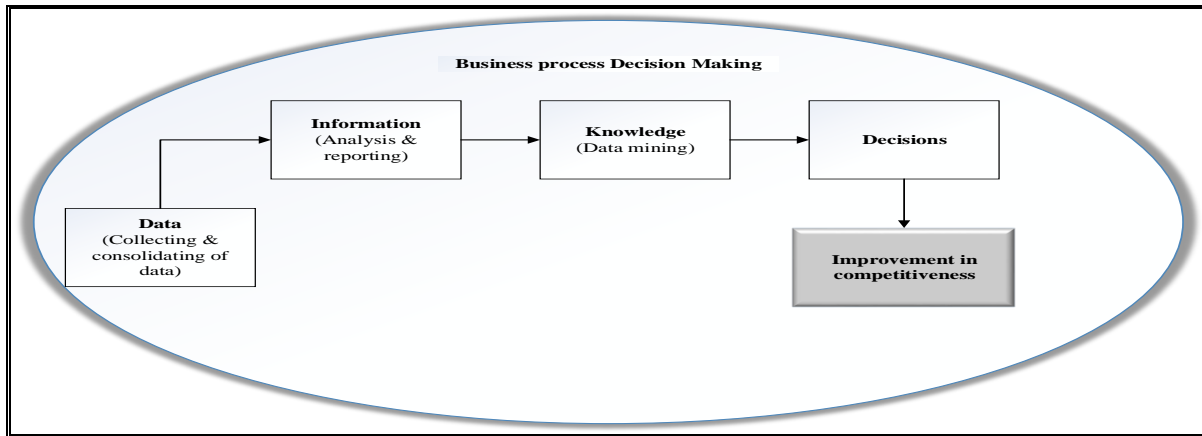 Business process Decision Making
Information
(Analysis &
reporting)
Knowledge
(Data mining)
Decisions
Data
(Collecting &
consolidating of
data)
Improvement in
competitiveness